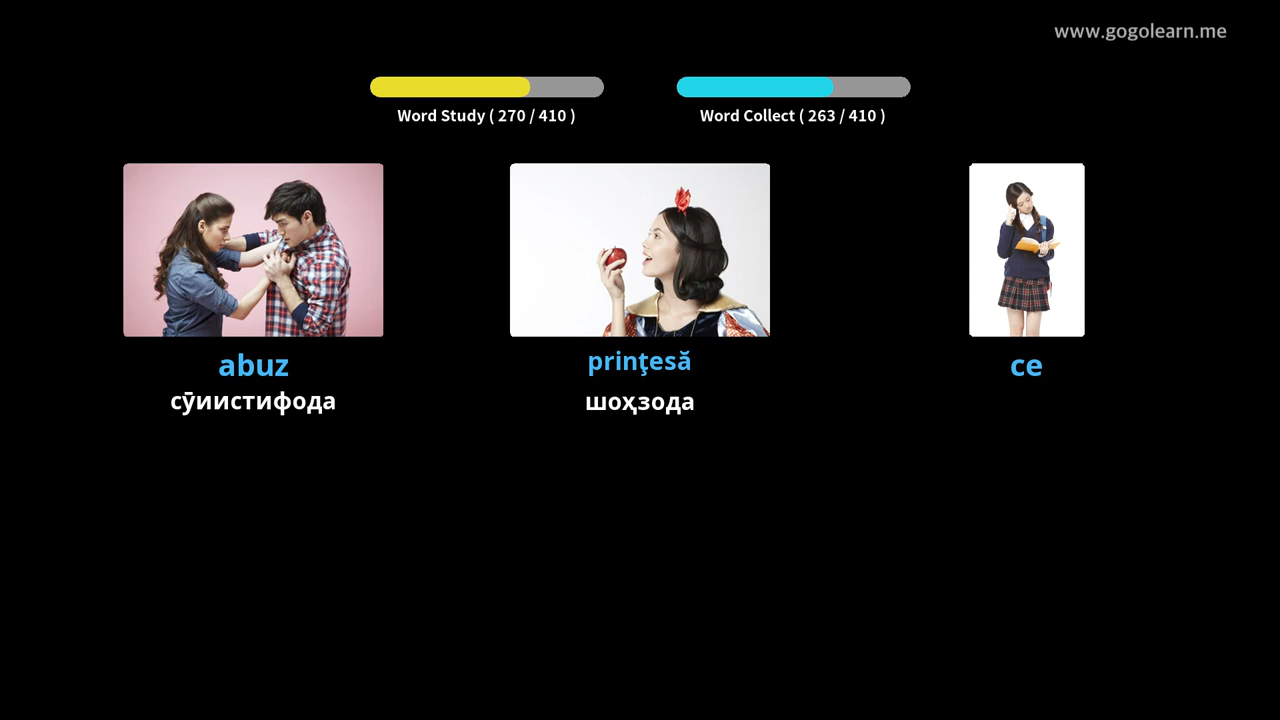 www.gogolearn.me
Word Study ( 270 / 410 )
Word Collect ( 263 / 410 )
abuz
prinţesă
ce
сӯиистифода
шоҳзода